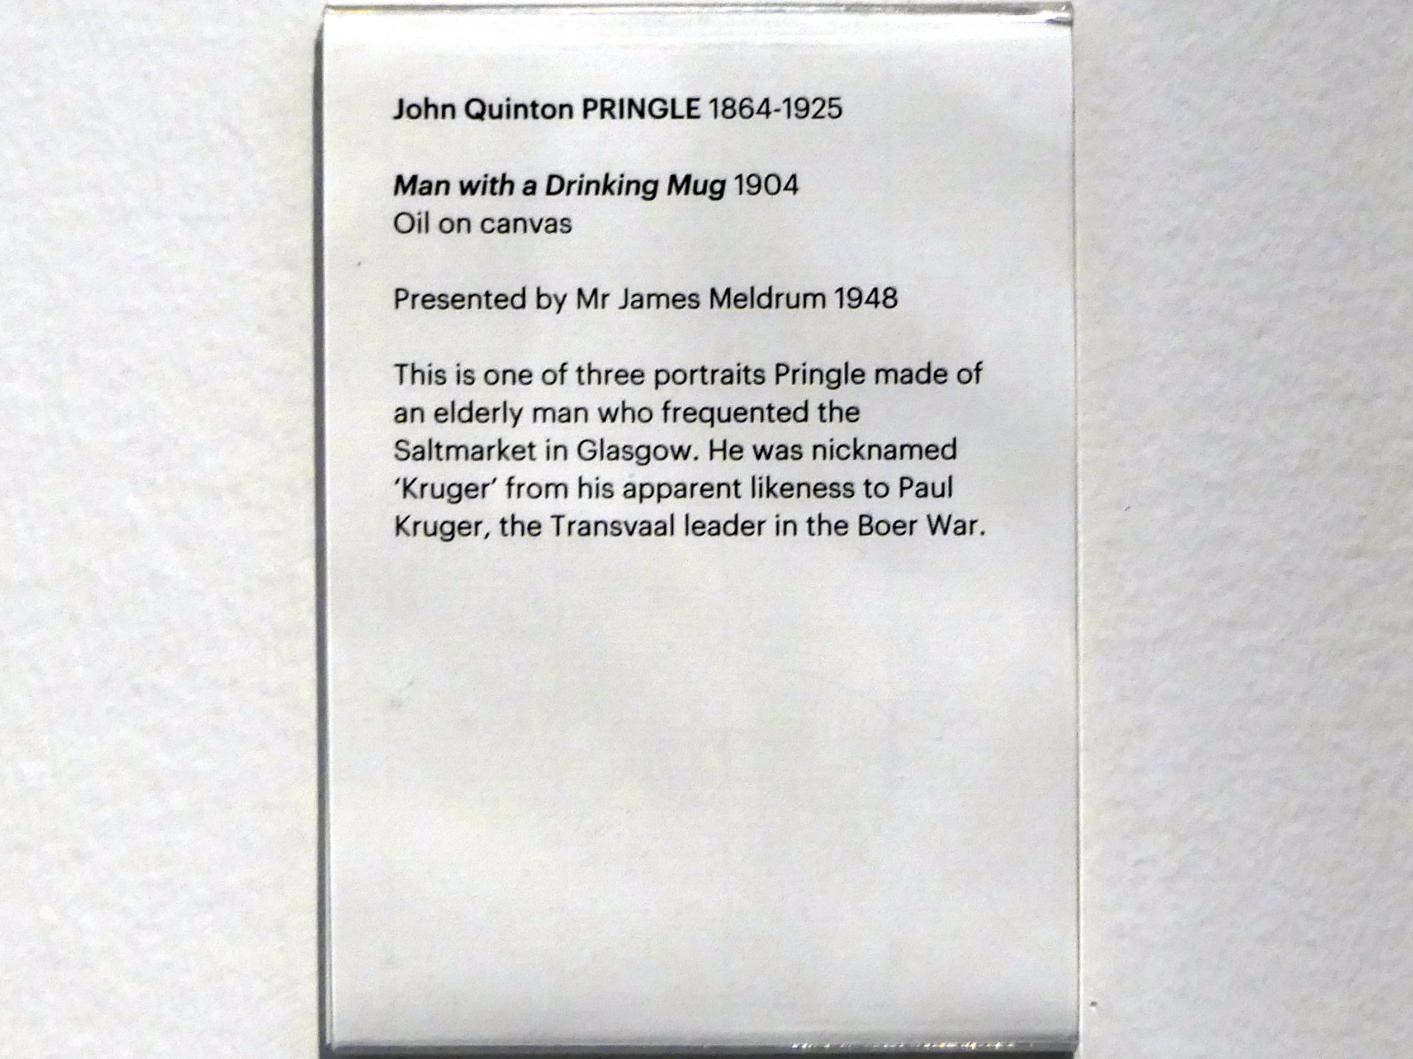 John Quinton PRINGLE 1864-1925
Man with a Drinking Mug 1904
Oil on canvas
Presented by Mr James Meldrum 1948
This is one of three portraits Pringle made of
an elderly man who frequented the
Saltmarket in Glasgow. He was nicknamed
‘Kruger’ from his apparent likeness to Paul
Kruger, the Transvaal leader in the Boer War.